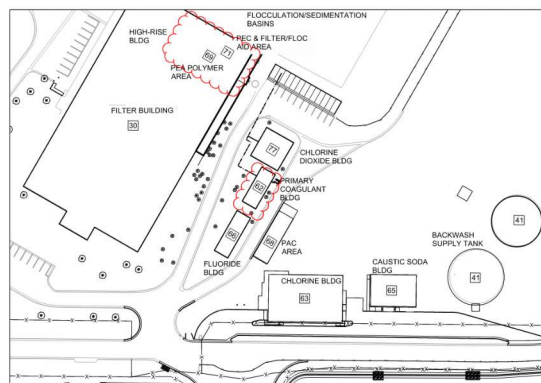 FLOCCULATION/SEDIMENTATION
BASINS
HIGH-RISE
BLDG
71
PEC & FILTER/FLOC
AID AREA
69
PEA POLYMER
AREA
FILTER BUILDING
30
77
CHLORINE
DIOXIDE BLDG
62
PRIMARY
COAGULANT
BLDG
66
68
PAC
AREA
FLUORIDE
BLDG
41
BACKWASH
SUPPLY TANK
41
CAUSTIC SODA
BLDG
65
CHLORINE BLDG
63